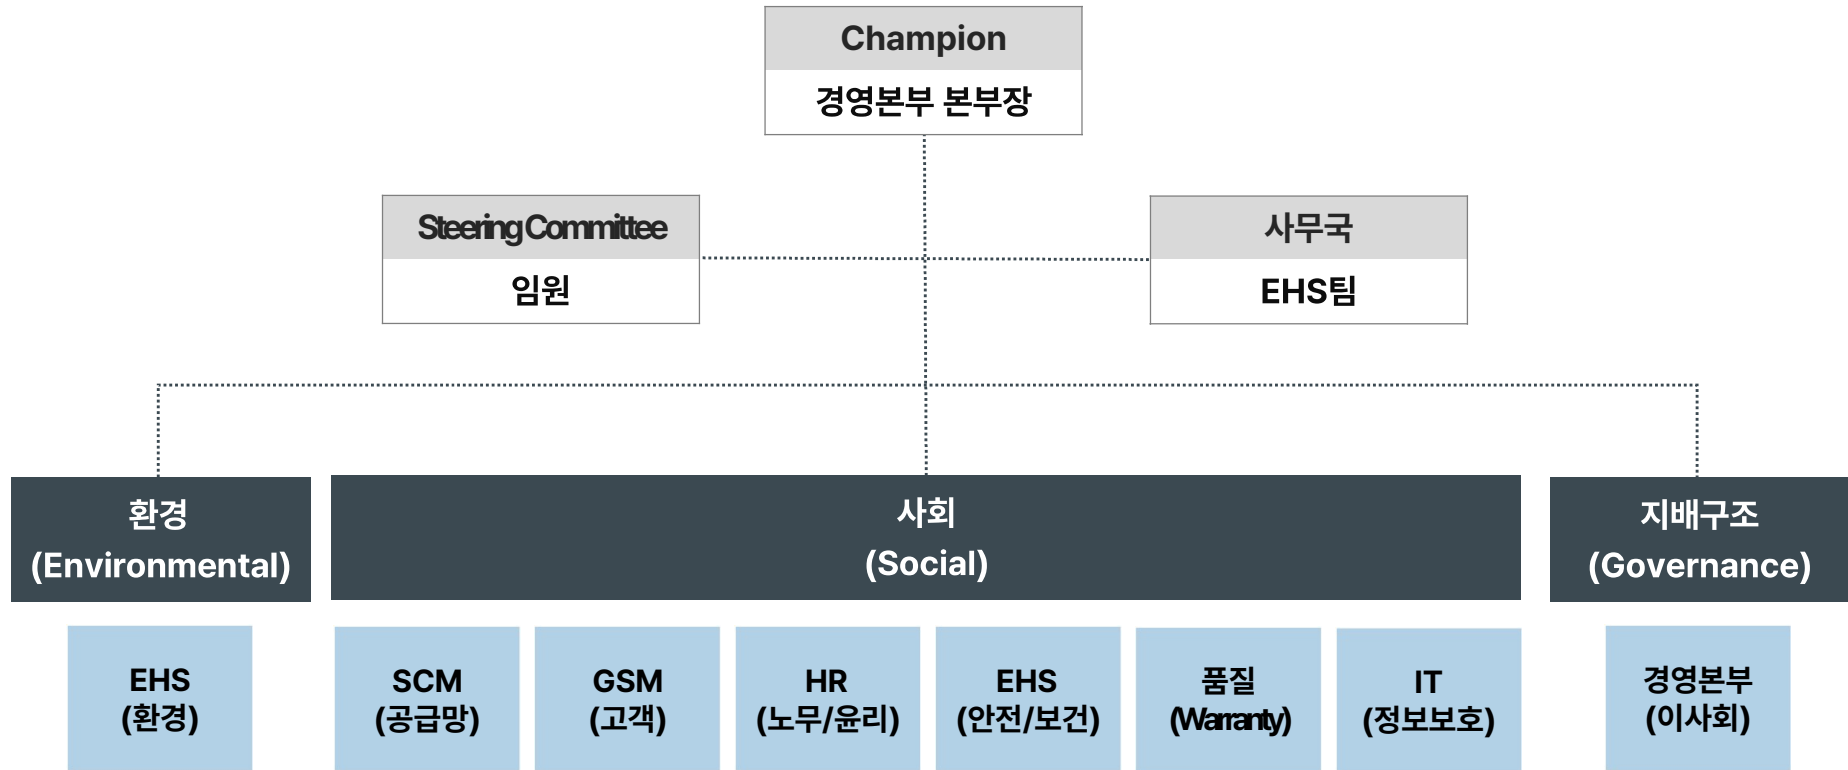 Champion
경영본부 본부장
Steering Committee
임원
사무국
EHS팀
환경
(Environmental)
사회
(Social)
지배구조
(Governance)
EHS
(환경)
SCM
(공급망)
GSM
(고객)
HR
(노무/윤리)
EHS
(안전/보건)
품질
(Warranty)
IT
(정보보호)
경영본부
(이사회)